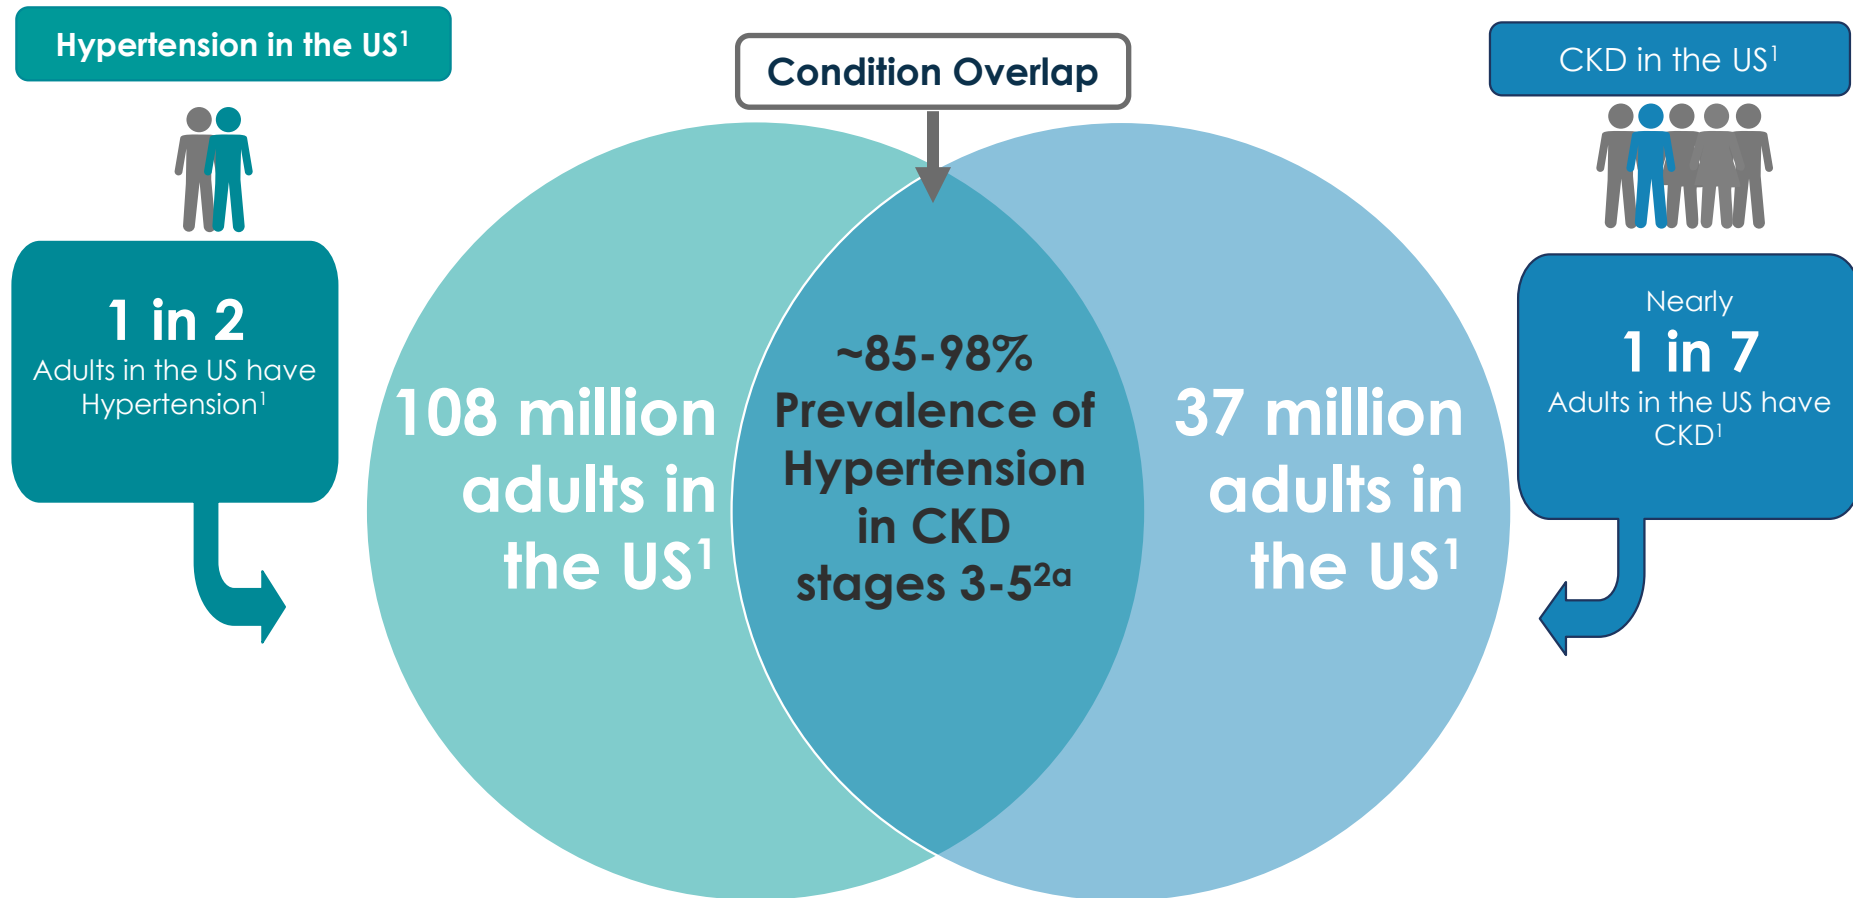 Hypertension in the US¹
Condition Overlap
CKD in the US¹
1 in 2
Adults in the US have
Hypertension¹
108 million
adults in
the US¹
~85-98%
Prevalence of
Hypertension
in CKD
stages 3-5²ᵃ
37 million
adults in
the US¹
Nearly
1 in 7
Adults in the US have
CKD¹